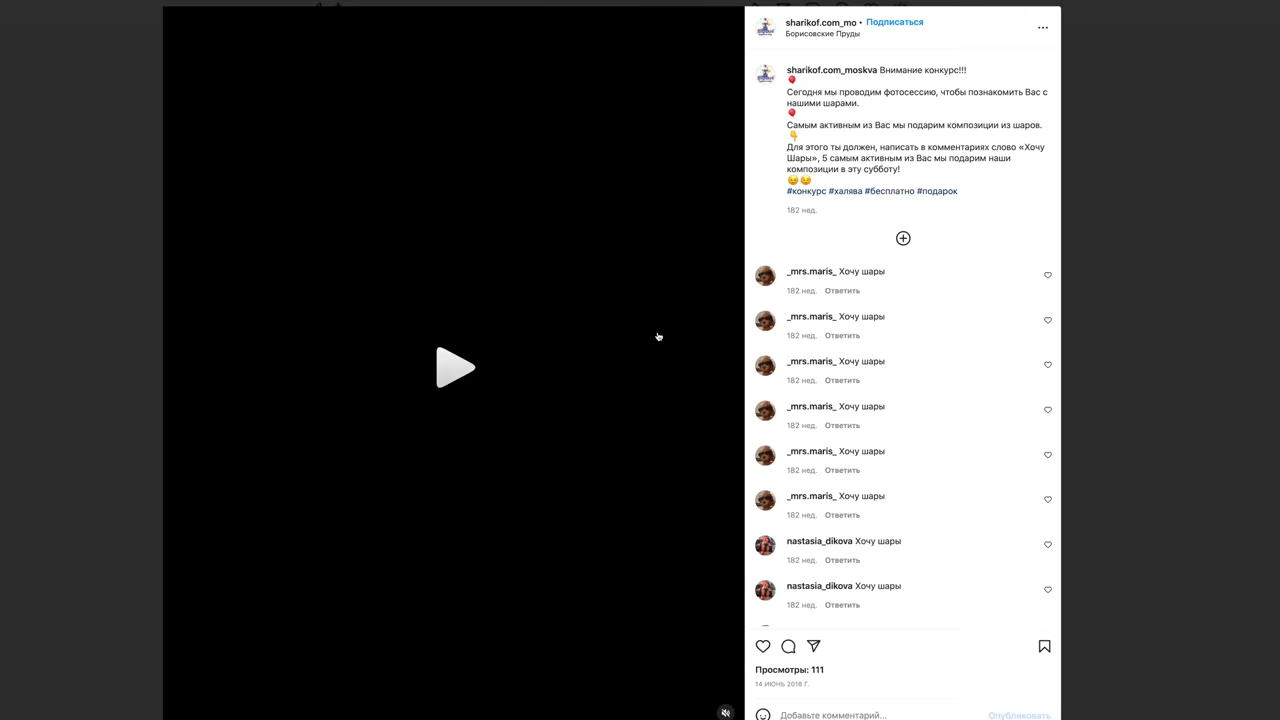 sharikof.com_mo • Подписаться
Борисовские Пруды
sharikof.com_moskva Внимание конкурс!!!
Сегодня мы проводим фотосессию, чтобы познакомить Вас с
нашими шарами.
Самым активным из Вас мы подарим композиции из шаров.
Для этого ты должен, написать в комментариях слово «Хочу
Шары», 5 самым активным из Вас мы подарим наши
композиции в эту субботу!
#конкурс #халява #бесплатно #подарок
182 нед.
_mrs.maris_ Хочу шары
182 нед. Ответить
_mrs.maris_ Хочу шары
182 нед. Ответить
_mrs.maris_ Хочу шары
182 нед. Ответить
_mrs.maris_ Хочу шары
182 нед. Ответить
_mrs.maris_ Хочу шары
182 нед. Ответить
_mrs.maris_ Хочу шары
182 нед. Ответить
nastasia_dikova Хочу шары
182 нед. Ответить
nastasia_dikova Хочу шары
182 нед. Ответить
Просмотры: 111
14 ИЮНЬ 2018 Г.
Добавьте комментарий... Опубликовать